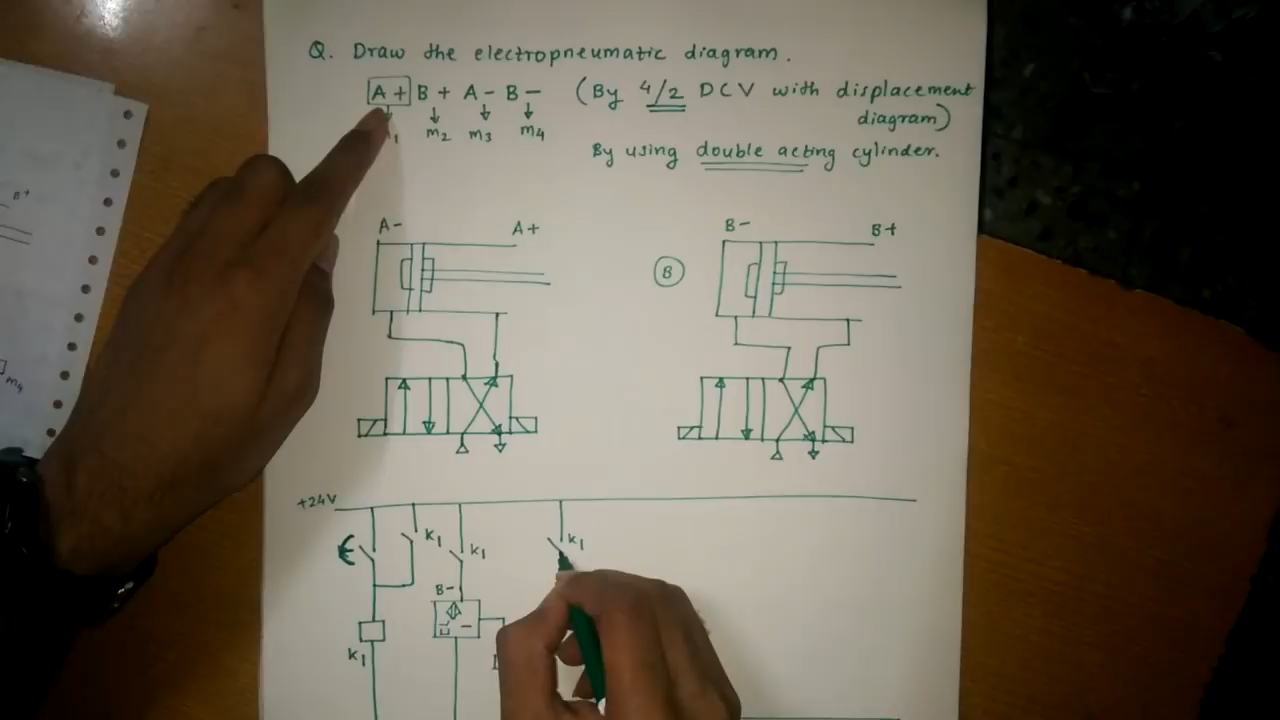 Q. Draw the electropneumatic diagram.
A + B + A - B - (By 4/2 DCV with displacement diagram)
m2 m3 m4
By using double acting cylinder.
A- A+
B- B+
B
+24V
K1
K1
K1
K1
B-
B+
m4